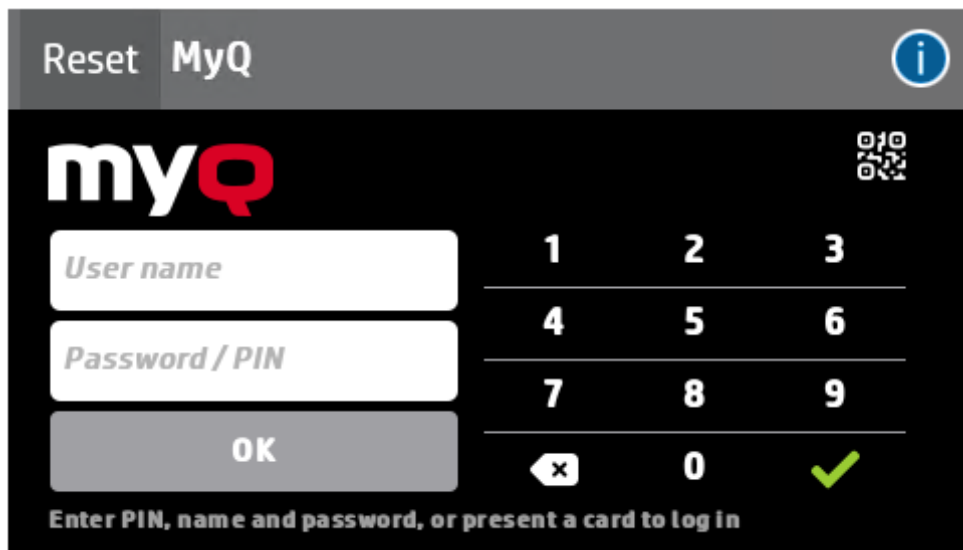 Reset MyQ i
myQ
User name
Password / PIN
OK
1 2 3
4 5 6
7 8 9
0
Enter PIN, name and password, or present a card to log in